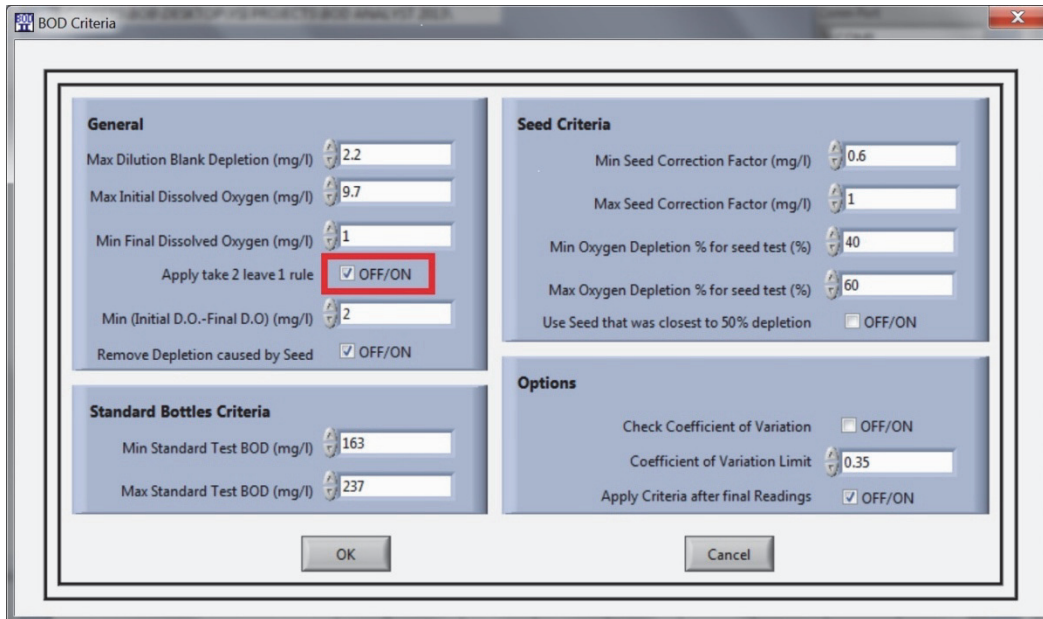 BOD Criteria
General
Max Dilution Blank Depletion (mg/l) 2.2
Max Initial Dissolved Oxygen (mg/l) 9.7
Min Final Dissolved Oxygen (mg/l) 1
Apply take 2 leave 1 rule OFF/ON
Min (Initial D.O.-Final D.O) (mg/l) 2
Remove Depletion caused by Seed OFF/ON
Standard Bottles Criteria
Min Standard Test BOD (mg/l) 163
Max Standard Test BOD (mg/l) 237
OK
Seed Criteria
Min Seed Correction Factor (mg/l) 0.6
Max Seed Correction Factor (mg/l) 1
Min Oxygen Depletion % for seed test (%) 40
Max Oxygen Depletion % for seed test (%) 60
Use Seed that was closest to 50% depletion OFF/ON
Options
Check Coefficient of Variation OFF/ON
Coefficient of Variation Limit 0.35
Apply Criteria after final Readings OFF/ON
Cancel